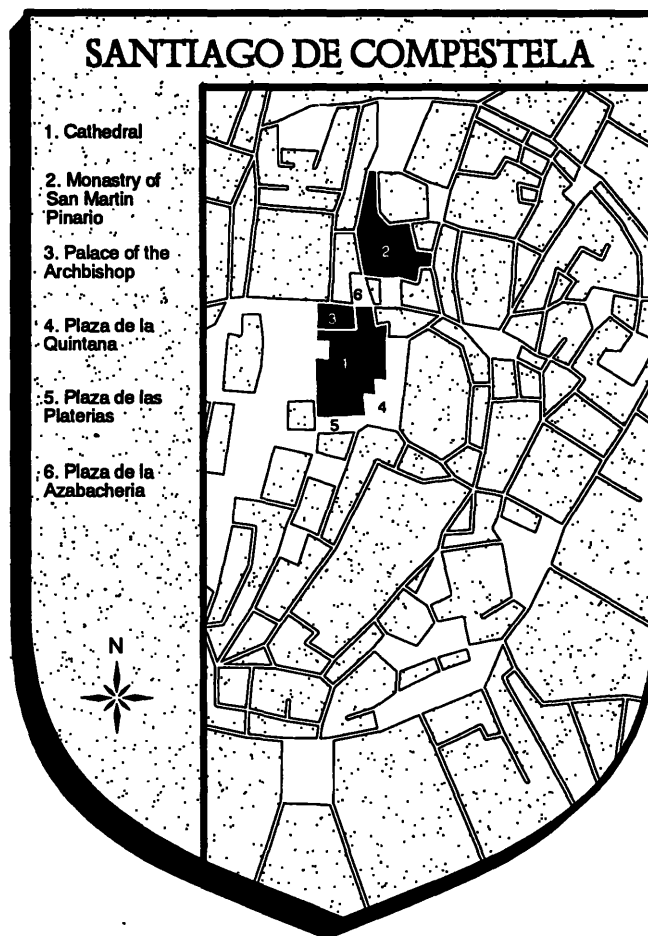 SANTIAGO DE COMPESTELA
1. Cathedral
2. Monastry of
San Martin
Pinario
3. Palace of the
Archbishop
4. Plaza de la
Quintana
5. Plaza de las
Platerias
6. Plaza de la
Azabacheria
N
2
6
3
1
4
5